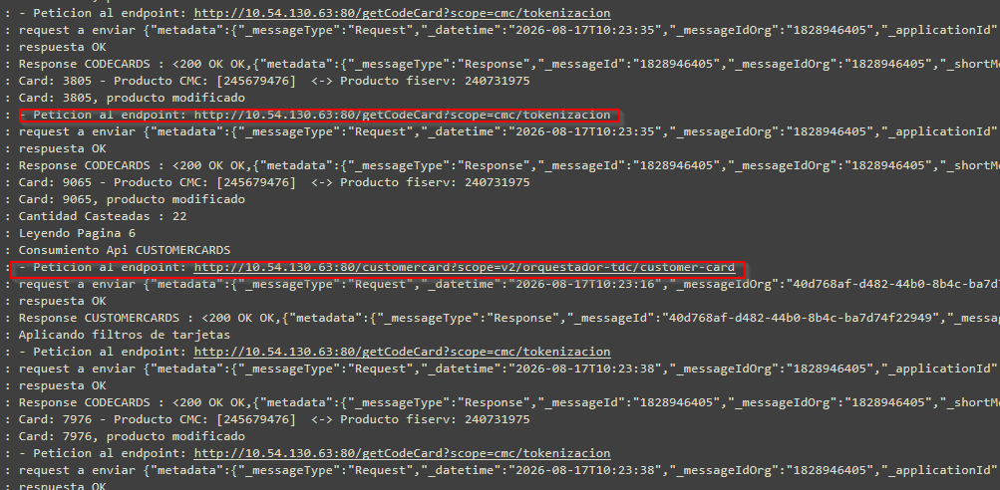 : - Peticion al endpoint: http://10.54.130.63:80/getCodeCard?scope=cmc/tokenizacion
: request a enviar {"metadata":{"_messageType":"Request","_datetime":"2026-08-17T10:23:35","_messageIdOrg":"1828946405","_applicationId"
: respuesta OK
: Response CODECARDS : <200 OK OK,{"metadata":{"_messageType":"Response","_messageId":"1828946405","_messageIdOrg":"1828946405","_shortMe
: Card: 3805 - Producto CMC: [245679476]  <-> Producto fiserv: 240731975
: Card: 3805, producto modificado
: - Peticion al endpoint: http://10.54.130.63:80/getCodeCard?scope=cmc/tokenizacion
: request a enviar {"metadata":{"_messageType":"Request","_datetime":"2026-08-17T10:23:35","_messageIdOrg":"1828946405","_applicationId"
: respuesta OK
: Response CODECARDS : <200 OK OK,{"metadata":{"_messageType":"Response","_messageId":"1828946405","_messageIdOrg":"1828946405","_shortMe
: Card: 9065 - Producto CMC: [245679476]  <-> Producto fiserv: 240731975
: Card: 9065, producto modificado
: Cantidad Casteadas : 22
: Leyendo Pagina 6
: Consumiento Api CUSTOMERCARDS
: - Peticion al endpoint: http://10.54.130.63:80/customercard?scope=v2/orquestador-tdc/customer-card
: request a enviar {"metadata":{"_messageType":"Request","_datetime":"2026-08-17T10:23:16","_messageIdOrg":"40d768af-d482-44b0-8b4c-ba7d7
: respuesta OK
: Response CUSTOMERCARDS : <200 OK OK,{"metadata":{"_messageType":"Response","_messageId":"40d768af-d482-44b0-8b4c-ba7d74f22949","_messag
: Aplicando filtros de tarjetas
: - Peticion al endpoint: http://10.54.130.63:80/getCodeCard?scope=cmc/tokenizacion
: request a enviar {"metadata":{"_messageType":"Request","_datetime":"2026-08-17T10:23:38","_messageIdOrg":"1828946405","_applicationId"
: respuesta OK
: Response CODECARDS : <200 OK OK,{"metadata":{"_messageType":"Response","_messageId":"1828946405","_messageIdOrg":"1828946405","_shortMe
: Card: 7976 - Producto CMC: [245679476]  <-> Producto fiserv: 240731975
: Card: 7976, producto modificado
: - Peticion al endpoint: http://10.54.130.63:80/getCodeCard?scope=cmc/tokenizacion
: request a enviar {"metadata":{"_messageType":"Request","_datetime":"2026-08-17T10:23:38","_messageIdOrg":"1828946405","_applicationId"
: respuesta OK